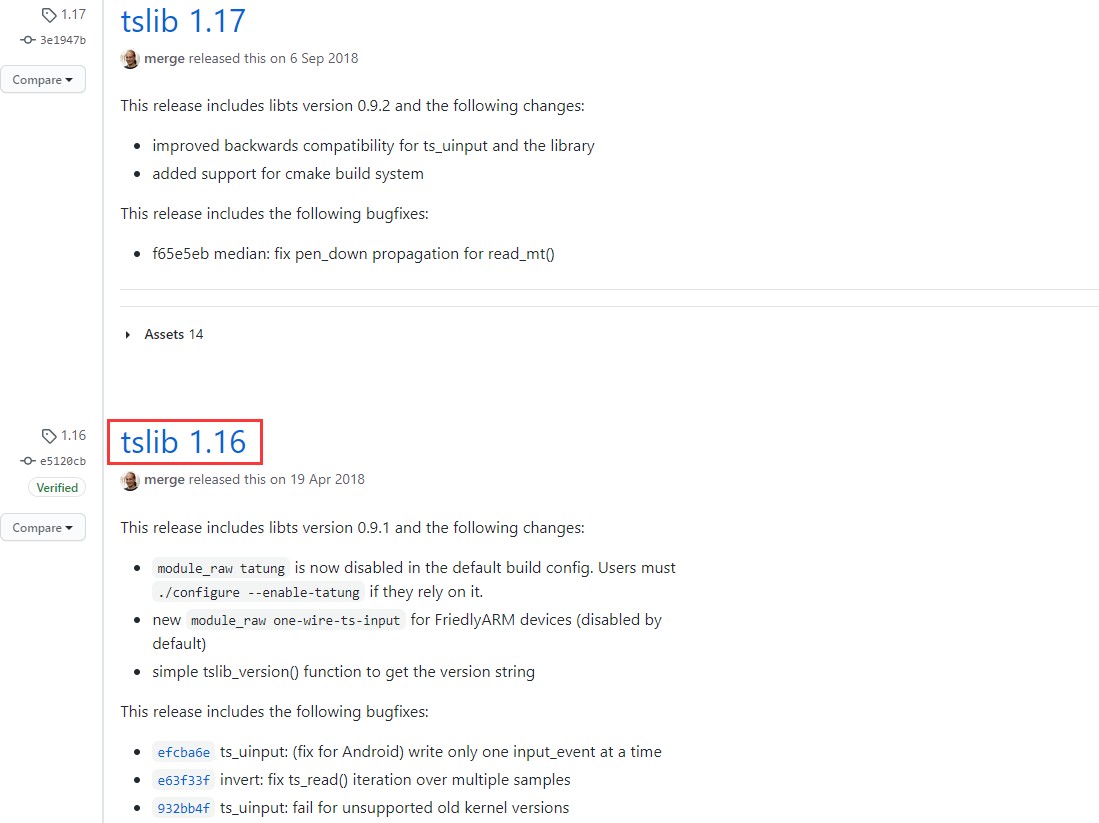 1.17
3e1947b
Compare
tslib 1.17
merge released this on 6 Sep 2018
This release includes libts version 0.9.2 and the following changes:
improved backwards compatibility for ts_uinput and the library
added support for cmake build system
This release includes the following bugfixes:
f65e5eb median: fix pen_down propagation for read_mt()
Assets 14
1.16
e5120cb
Verified
Compare
tslib 1.16
merge released this on 19 Apr 2018
This release includes libts version 0.9.1 and the following changes:
module_raw tatung is now disabled in the default build config. Users must
./configure --enable-tatung if they rely on it.
new module_raw one-wire-ts-input for FriedlyARM devices (disabled by
default)
simple tslib_version() function to get the version string
This release includes the following bugfixes:
efcba6e ts_uinput: (fix for Android) write only one input_event at a time
e63f33f invert: fix ts_read() iteration over multiple samples
932bb4f ts_uinput: fail for unsupported old kernel versions